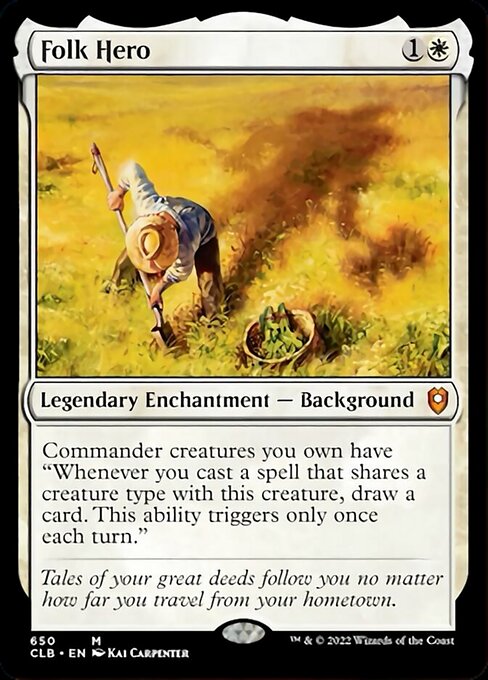 Folk Hero 1
Legendary Enchantment — Background
Commander creatures you own have
“Whenever you cast a spell that shares a
creature type with this creature, draw a
card. This ability triggers only once
each turn.”
Tales of your great deeds follow you no matter
how far you travel from your hometown.
650 M
CLB • EN Kai Carpenter
™ & © 2022 Wizards of the Coast